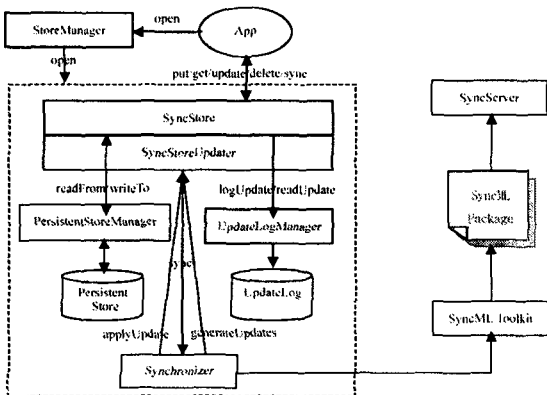 open
StoreManager
App
open
put/get/update/delete/sync
SyncStore
SyncServer
SyncStoreUpdater
readFrom/writeTo
logUpdate/readUpdate
SyncML
Package
PersistentStoreManager
UpdateLogManager
sync
Persistent
Store
UpdateLog
applyUpdate
generateUpdates
SyncML Toolkit
Synchronizer